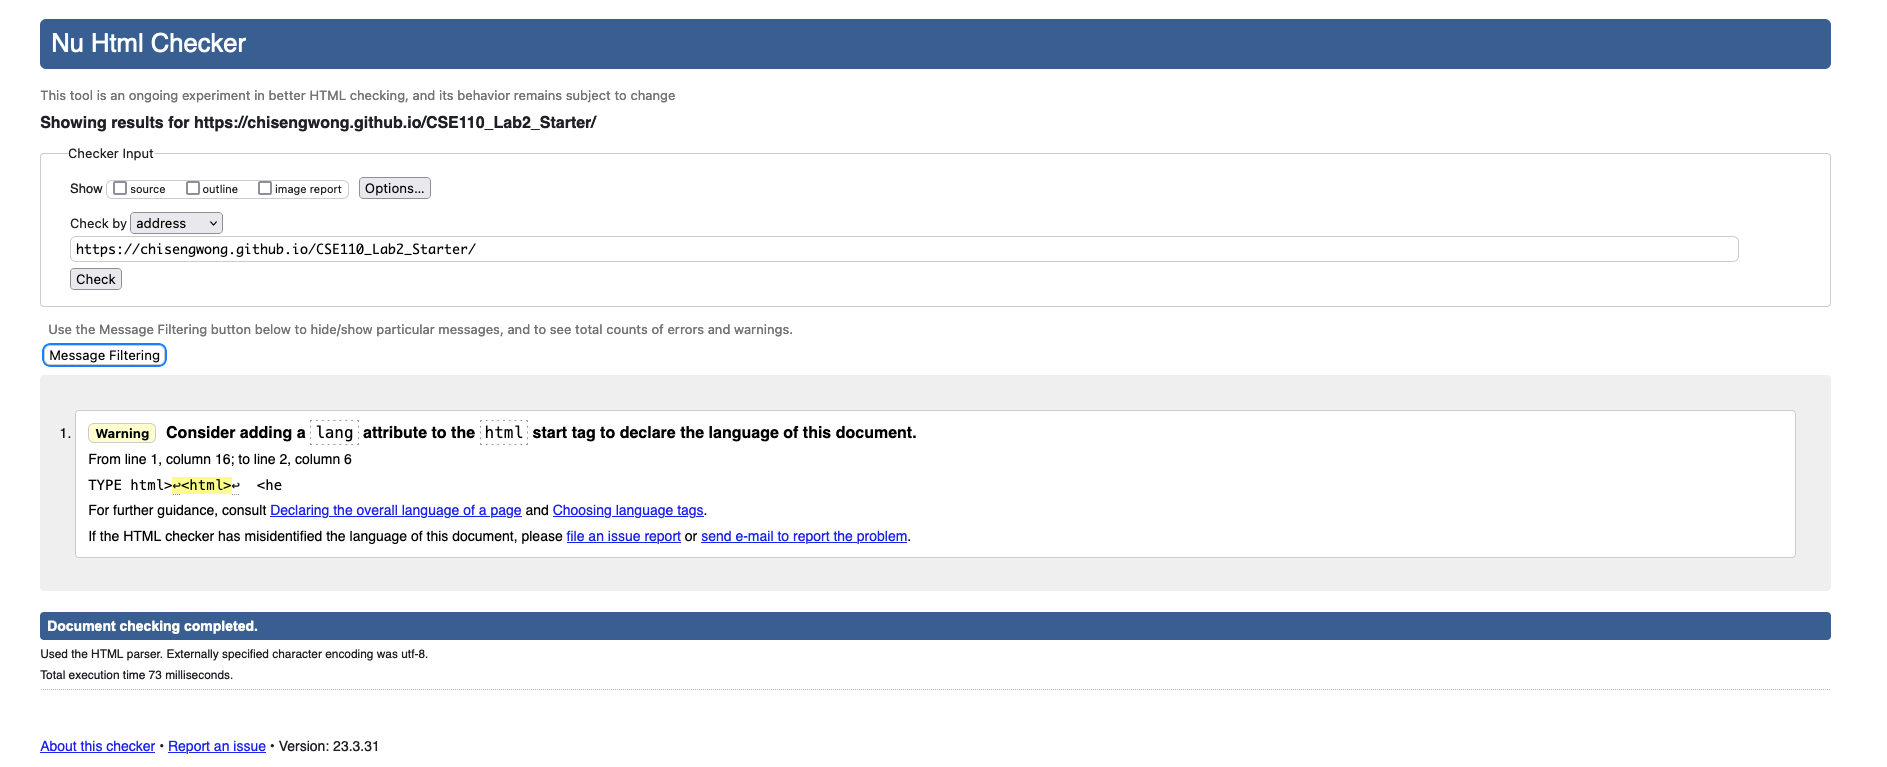 Nu Html Checker
This tool is an ongoing experiment in better HTML checking, and its behavior remains subject to change
Showing results for https://chisengwong.github.io/CSE110_Lab2_Starter/
Checker Input
Show source outline image report Options...
Check by address
https://chisengwong.github.io/CSE110_Lab2_Starter/
Check
Use the Message Filtering button below to hide/show particular messages, and to see total counts of errors and warnings.
Message Filtering
1. Warning Consider adding a lang attribute to the html start tag to declare the language of this document.
From line 1, column 16; to line 2, column 6
TYPE html>↩<html>↩  <he
For further guidance, consult Declaring the overall language of a page and Choosing language tags.
If the HTML checker has misidentified the language of this document, please file an issue report or send e-mail to report the problem.
Document checking completed.
Used the HTML parser. Externally specified character encoding was utf-8.
Total execution time 73 milliseconds.
About this checker • Report an issue • Version: 23.3.31